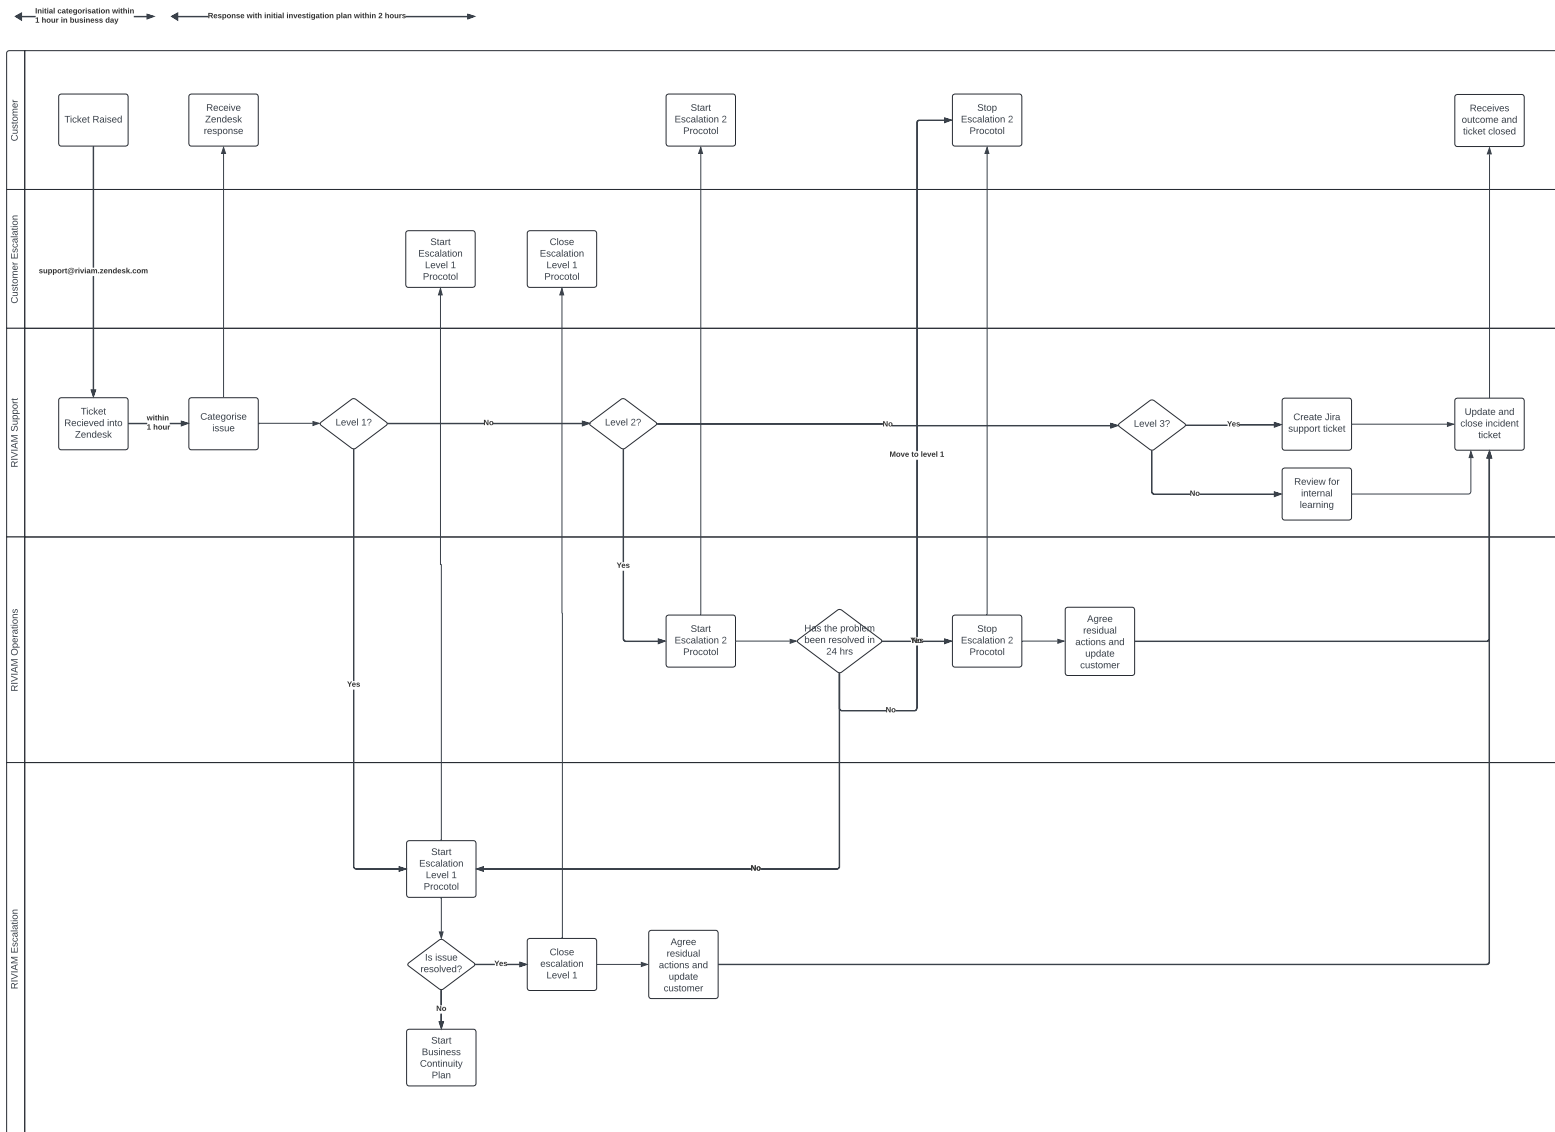 Initial categorisation within
1 hour in business day
Response with initial investigation plan within 2 hours
Customer
Ticket Raised
Receive
Zendesk
response
Start
Escalation 2
Procotol
Stop
Escalation 2
Procotol
Receives
outcome and
ticket closed
Customer Escalation
support@riviam.zendesk.com
Start
Escalation
Level 1
Procotol
Close
Escalation
Level 1
Procotol
RIVIAM Support
Ticket
Recieved into
Zendesk
within
1 hour
Categorise
issue
Level 1?
No
Level 2?
No
Move to level 1
Level 3?
Yes
Create Jira
support ticket
Update and
close incident
ticket
No
Review for
internal
learning
RIVIAM Operations
Yes
Start
Escalation 2
Procotol
Has the problem
been resolved in
24 hrs
Stop
Escalation 2
Procotol
Agree
residual
actions and
update
customer
Yes
No
RIVIAM Escalation
Start
Escalation
Level 1
Procotol
No
Is issue
resolved?
Yes
Close
escalation
Level 1
Agree
residual
actions and
update
customer
No
Start
Business
Continuity
Plan